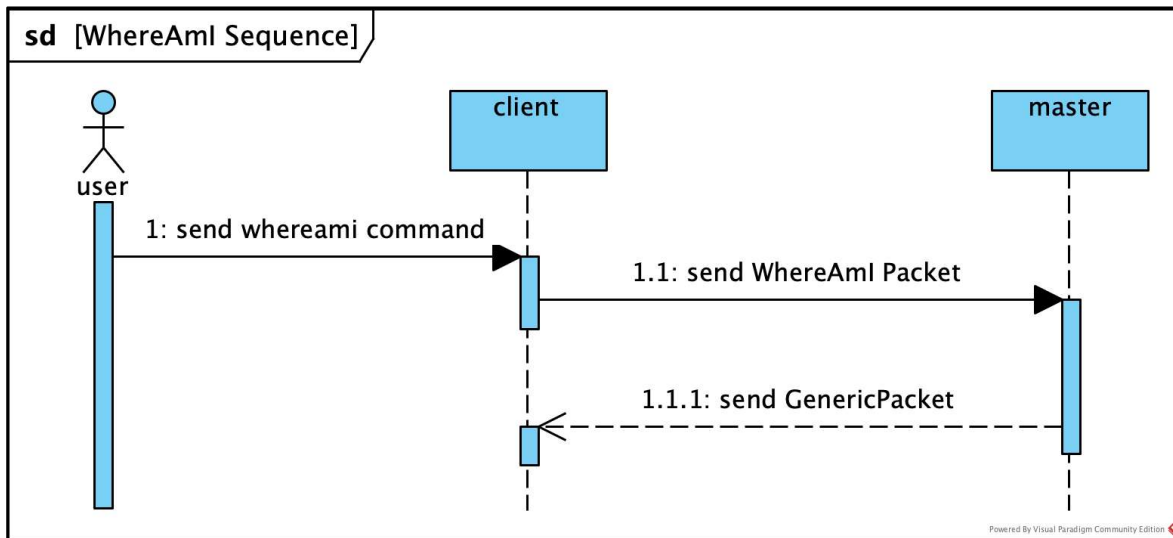 sd [WhereAmI Sequence]
client
master
user
1: send whereami command
1.1: send WhereAmI Packet
1.1.1: send GenericPacket
Powered By Visual Paradigm Community Edition